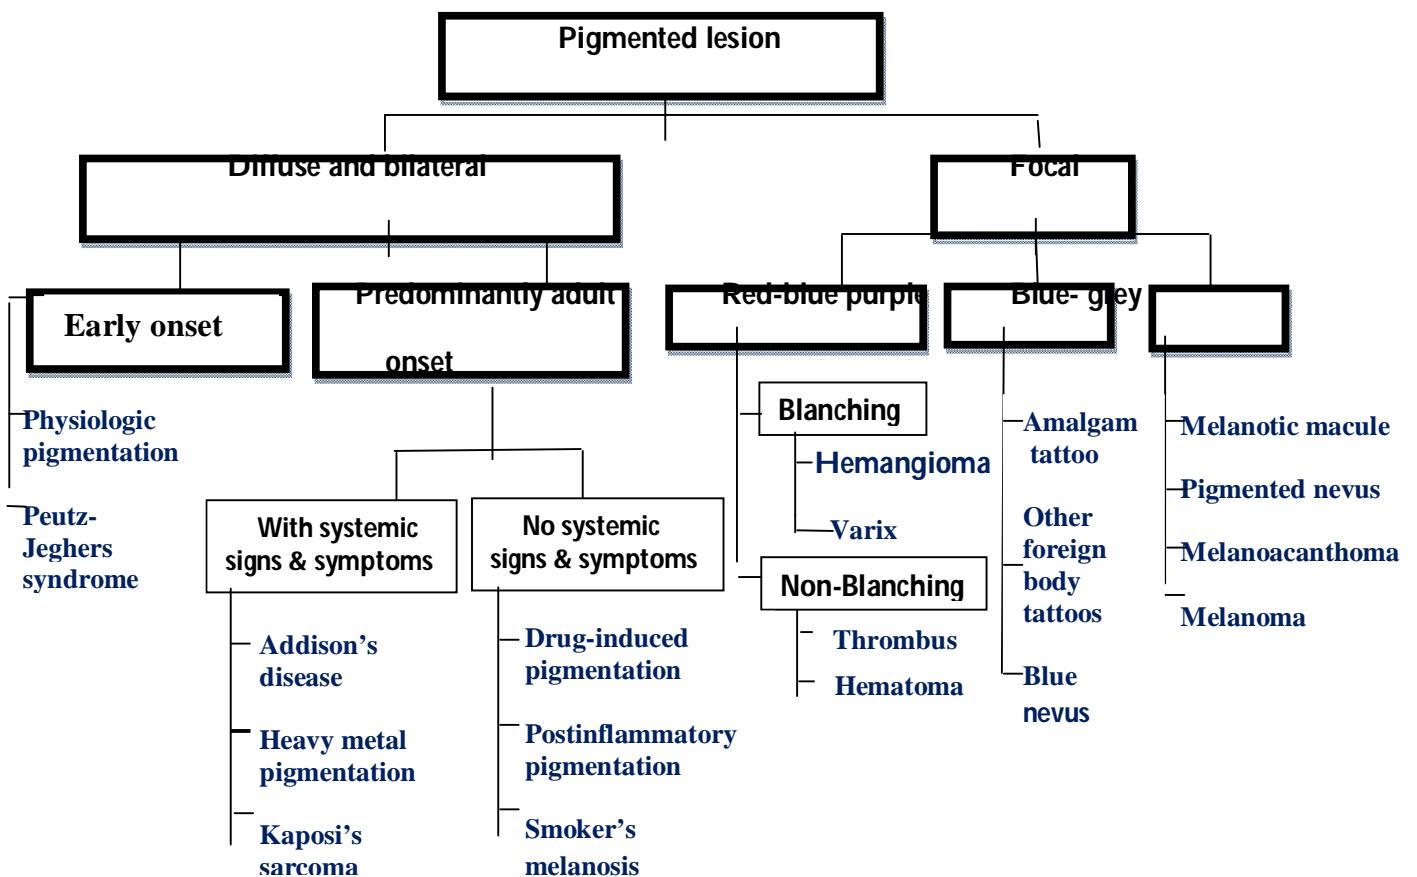 Pigmented lesion
Diffuse and bilateral
Focal
Early onset
Predominantly adult
onset
Red-blue purple
Blue- grey
Physiologic
pigmentation
Peutz-
Jeghers
syndrome
With systemic
signs & symptoms
Addison's
disease
Heavy metal
pigmentation
Kaposi's
sarcoma
No systemic
signs & symptoms
Drug-induced
pigmentation
Postinflammatory
pigmentation
Smoker's
melanosis
Blanching
Hemangioma
Varix
Non-Blanching
Thrombus
Hematoma
Amalgam
tattoo
Other
foreign
body
tattoos
Blue
nevus
Melanotic macule
Pigmented nevus
Melanoacanthoma
Melanoma